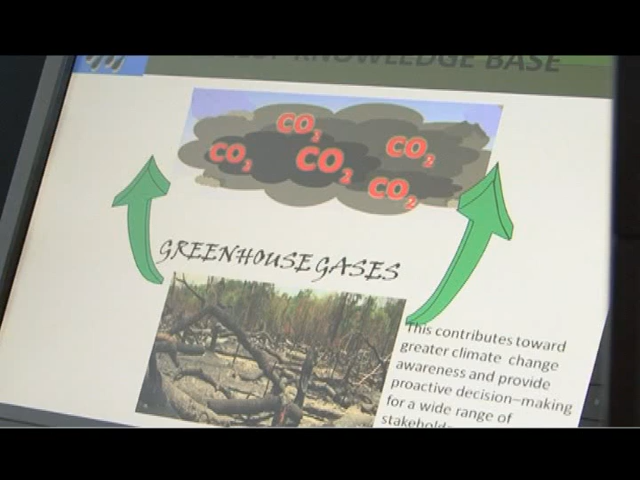 KNOWLEDGE BASE
CO2 CO2
CO2 CO2
CO2
GREENHOUSE GASES
This contributes toward
greater climate change
awareness and provide
proactive decision–making
for a wide range of